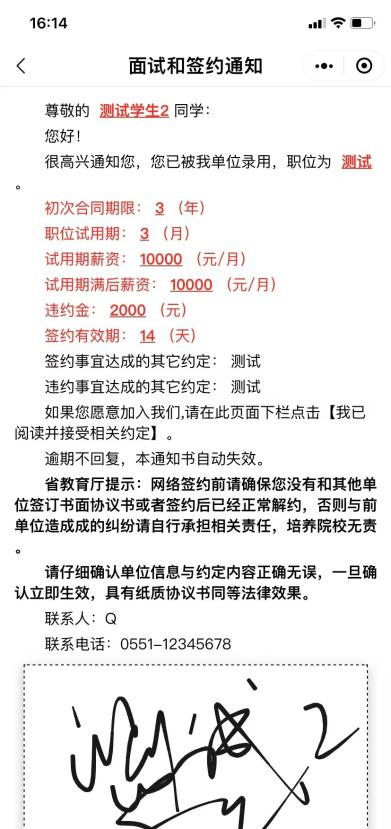 16:14
面试和签约通知
尊敬的 测试学生2 同学:
您好！
很高兴通知您，您已被我单位录用，职位为 测试
。
初次合同期限: 3 （年）
职位试用期: 3 （月）
试用期薪资: 10000 （元/月）
试用期满后薪资: 10000 （元/月）
违约金: 2000 （元）
签约有效期: 14 （天）
签约事宜达成的其它约定: 测试
违约事宜达成的其它约定: 测试
如果您愿意加入我们,请在此页面下栏点击【我已
阅读并接受相关约定】。
逾期不回复，本通知书自动失效。
省教育厅提示：网络签约前请确保您没有和其他单
位签订书面协议书或者签约后已经正常解约，否则与前
单位造成成的纠纷请自行承担相关责任，培养院校无责
。
请仔细确认单位信息与约定内容正确无误，一旦确
认立即生效，具有纸质协议书同等法律效果。
联系人：Q
联系电话：0551-12345678
测试 2